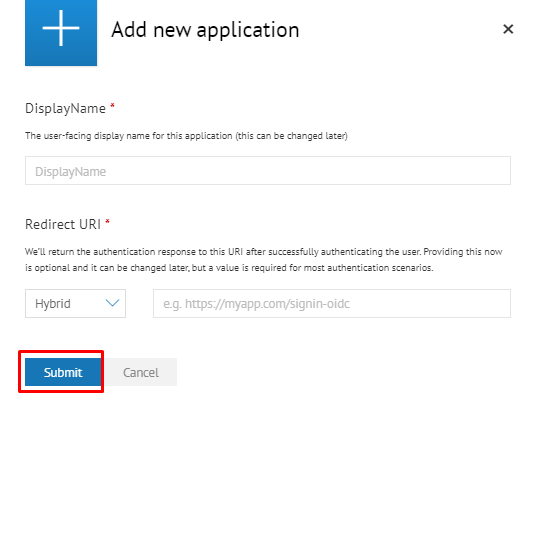 Add new application
DisplayName *
The user-facing display name for this application (this can be changed later)
DisplayName
Redirect URI *
We'll return the authentication response to this URI after successfully authenticating the user. Providing this now
is optional and it can be changed later, but a value is required for most authentication scenarios.
Hybrid
e.g. https://myapp.com/signin-oidc
Submit
Cancel